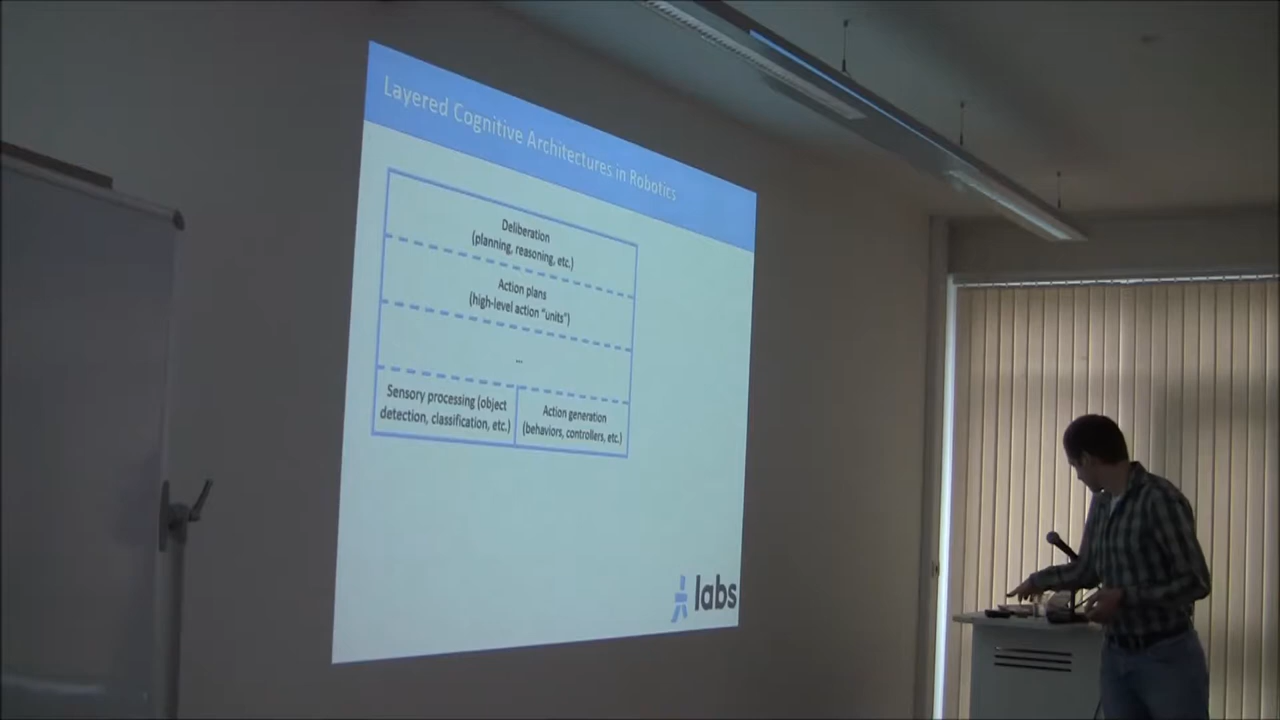 Layered Cognitive Architectures in Robotics
Deliberation
(planning, reasoning, etc.)
Action plans
(high-level action "units")
...
Sensory processing (object
detection, classification, etc.)
Action generation
(behaviors, controllers, etc.)
labs